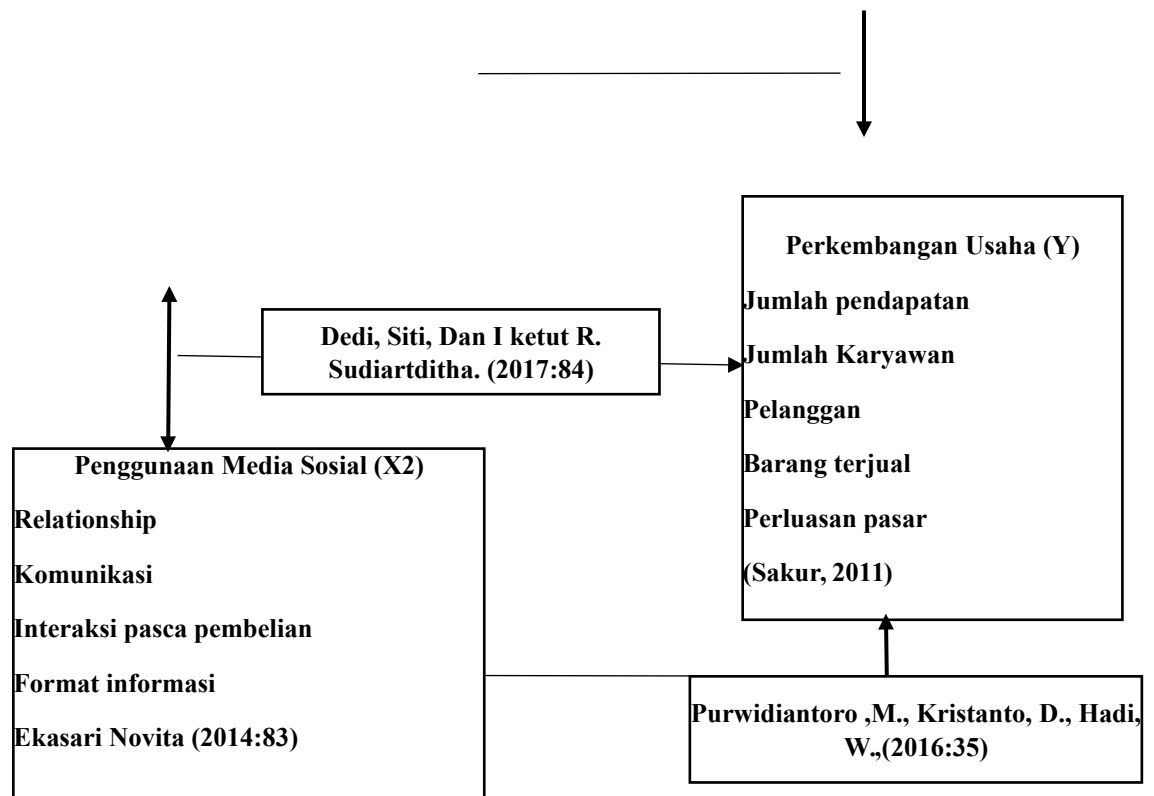 Perkembangan Usaha (Y)
Jumlah pendapatan
Jumlah Karyawan
Pelanggan
Barang terjual
Perluasan pasar
(Sakur, 2011)
Dedi, Siti, Dan I ketut R.
Sudiartditha. (2017:84)
Penggunaan Media Sosial (X2)
Relationship
Komunikasi
Interaksi pasca pembelian
Format informasi
Ekasari Novita (2014:83)
Purwidiantoro ,M., Kristanto, D., Hadi,
W.,(2016:35)